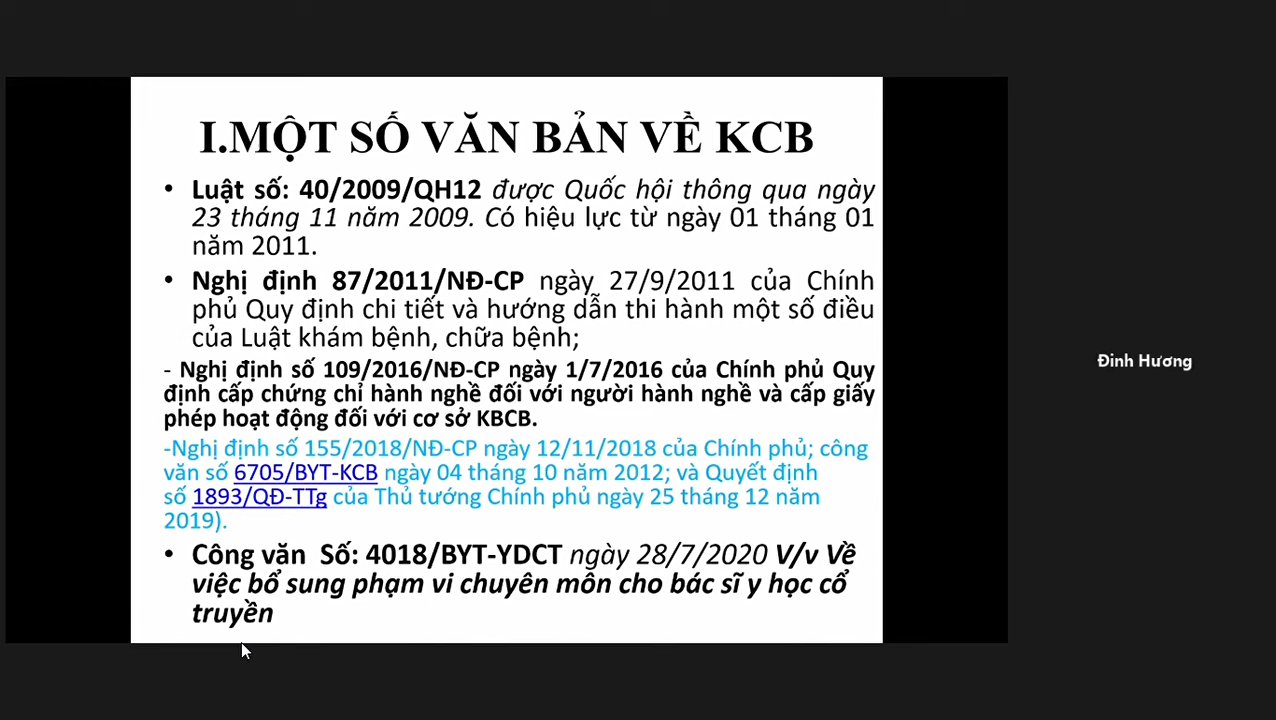 I.MỘT SỐ VĂN BẢN VỀ KCB
• Luật số: 40/2009/QH12 được Quốc hội thông qua ngày
23 tháng 11 năm 2009. Có hiệu lực từ ngày 01 tháng 01
năm 2011.
• Nghị định 87/2011/NĐ-CP ngày 27/9/2011 của Chính
phủ Quy định chi tiết và hướng dẫn thi hành một số điều
của Luật khám bệnh, chữa bệnh;
- Nghị định số 109/2016/NĐ-CP ngày 1/7/2016 của Chính phủ Quy
định cấp chứng chỉ hành nghề đối với người hành nghề và cấp giấy
phép hoạt động đối với cơ sở KBCB.
-Nghị định số 155/2018/NĐ-CP ngày 12/11/2018 của Chính phủ; công
văn số 6705/BYT-KCB ngày 04 tháng 10 năm 2012; và Quyết định
số 1893/QĐ-TTg của Thủ tướng Chính phủ ngày 25 tháng 12 năm
2019).
• Công văn Số: 4018/BYT-YDCT ngày 28/7/2020 V/v Về
việc bổ sung phạm vi chuyên môn cho bác sĩ y học cổ
truyền
Đinh Hương